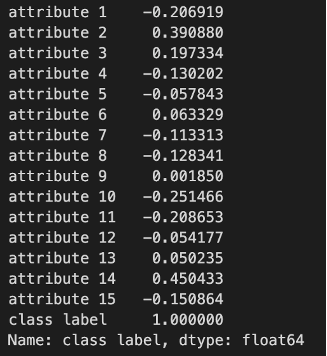 attribute 1    -0.206919
attribute 2     0.390880
attribute 3     0.197334
attribute 4    -0.130202
attribute 5    -0.057843
attribute 6     0.063329
attribute 7    -0.113313
attribute 8    -0.128341
attribute 9     0.001850
attribute 10   -0.251466
attribute 11   -0.208653
attribute 12   -0.054177
attribute 13    0.050235
attribute 14    0.450433
attribute 15   -0.150864
class label     1.000000
Name: class label, dtype: float64